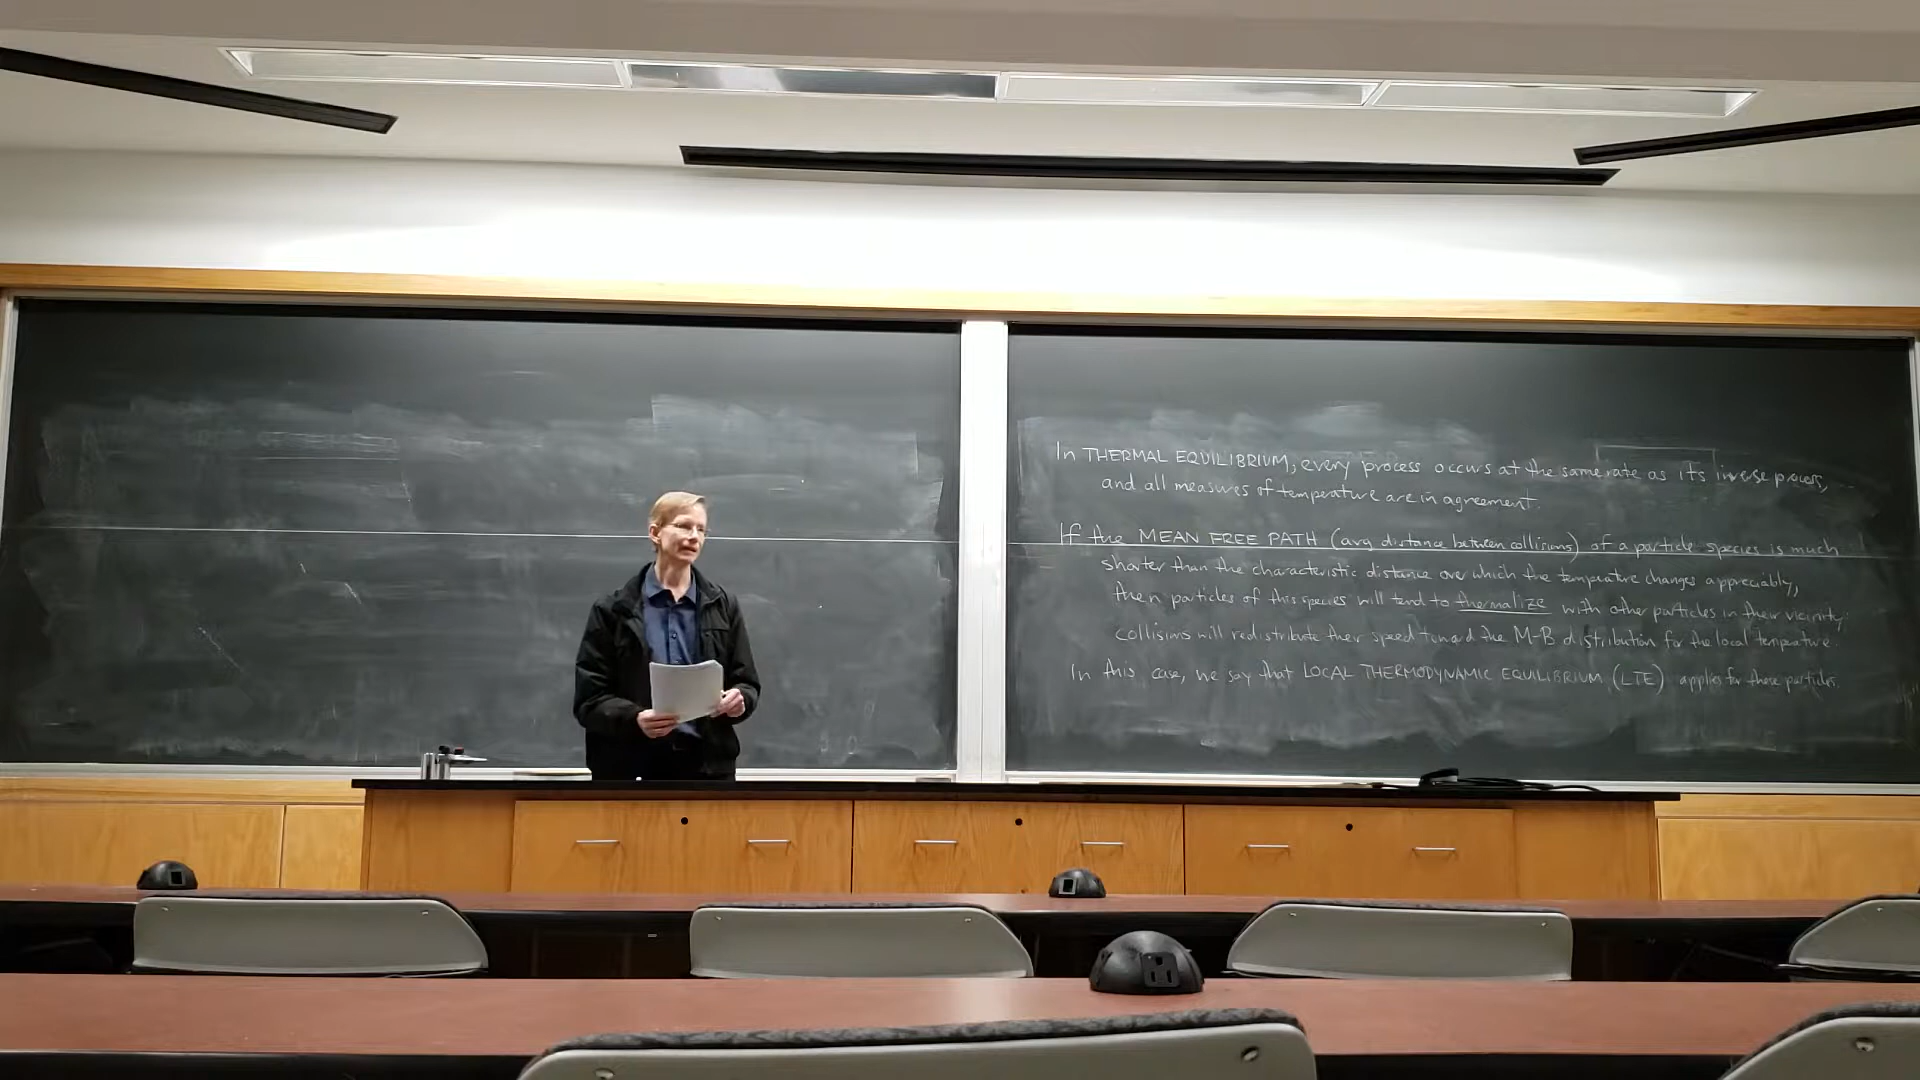 In THERMAL EQUILIBRIUM, every process occurs at the same rate as its inverse process,
and all measures of temperature are in agreement.
If the MEAN FREE PATH (avg distance between collisions) of a particle species is much
shorter than the characteristic distance over which the temperature changes appreciably,
then particles of this species will tend to thermalize with other particles in their vicinity:
collisions will redistribute their speed toward the M-B distribution for the local temperature.
In this case, we say that LOCAL THERMODYNAMIC EQUILIBRIUM (LTE) applies for these particles.